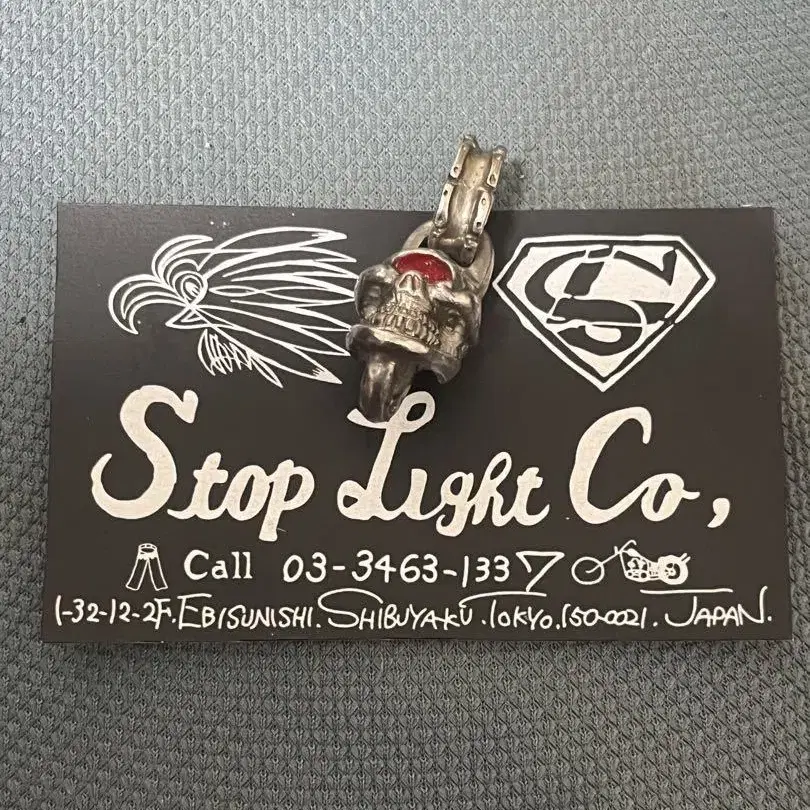 Stop Light Co,
Call 03-3463-1337
1-32-12-2F. EBISUNISHI. SHIBUYAKU. TOKYO. 150-0021. JAPAN.